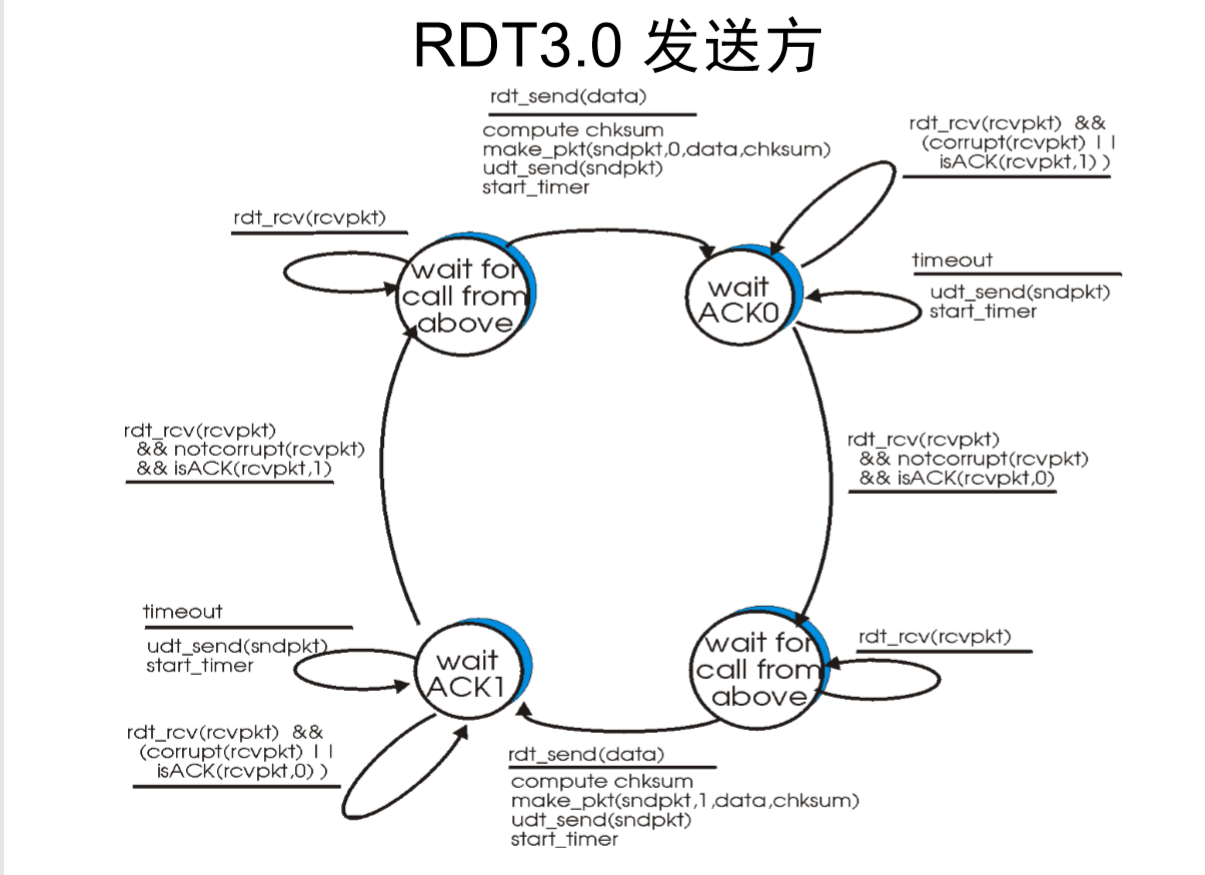 RDT3.0 发送方
rdt_send(data)
compute chksum
make_pkt(sndpkt,0,data,chksum)
udt_send(sndpkt)
start_timer
rdt_rcv(rcvpkt) &&
(corrupt(rcvpkt) ||
isACK(rcvpkt,1) )
rdt_rcv(rcvpkt)
wait for
call from
above
wait
ACK0
timeout
udt_send(sndpkt)
start_timer
rdt_rcv(rcvpkt)
&& notcorrupt(rcvpkt)
&& isACK(rcvpkt,1)
rdt_rcv(rcvpkt)
&& notcorrupt(rcvpkt)
&& isACK(rcvpkt,0)
timeout
udt_send(sndpkt)
start_timer
wait
ACK1
wait for
call from
above
rdt_rcv(rcvpkt)
rdt_rcv(rcvpkt) &&
(corrupt(rcvpkt) ||
isACK(rcvpkt,0) )
rdt_send(data)
compute chksum
make_pkt(sndpkt,1,data,chksum)
udt_send(sndpkt)
start_timer